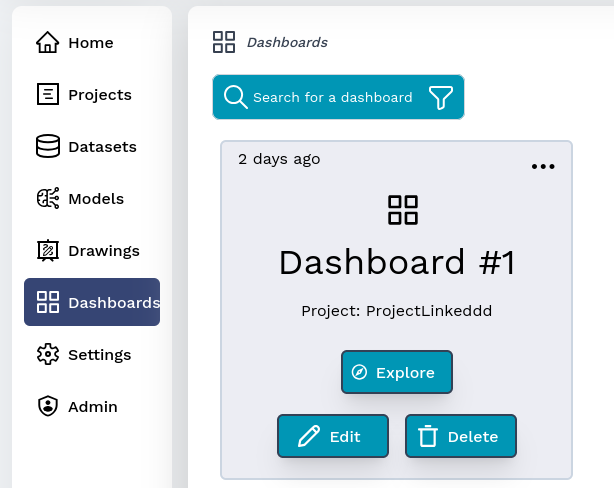 Home
Projects
Datasets
Models
Drawings
Dashboards
Settings
Admin
Dashboards
Search for a dashboard
2 days ago
Dashboard #1
Project: ProjectLinkeddd
Explore
Edit
Delete